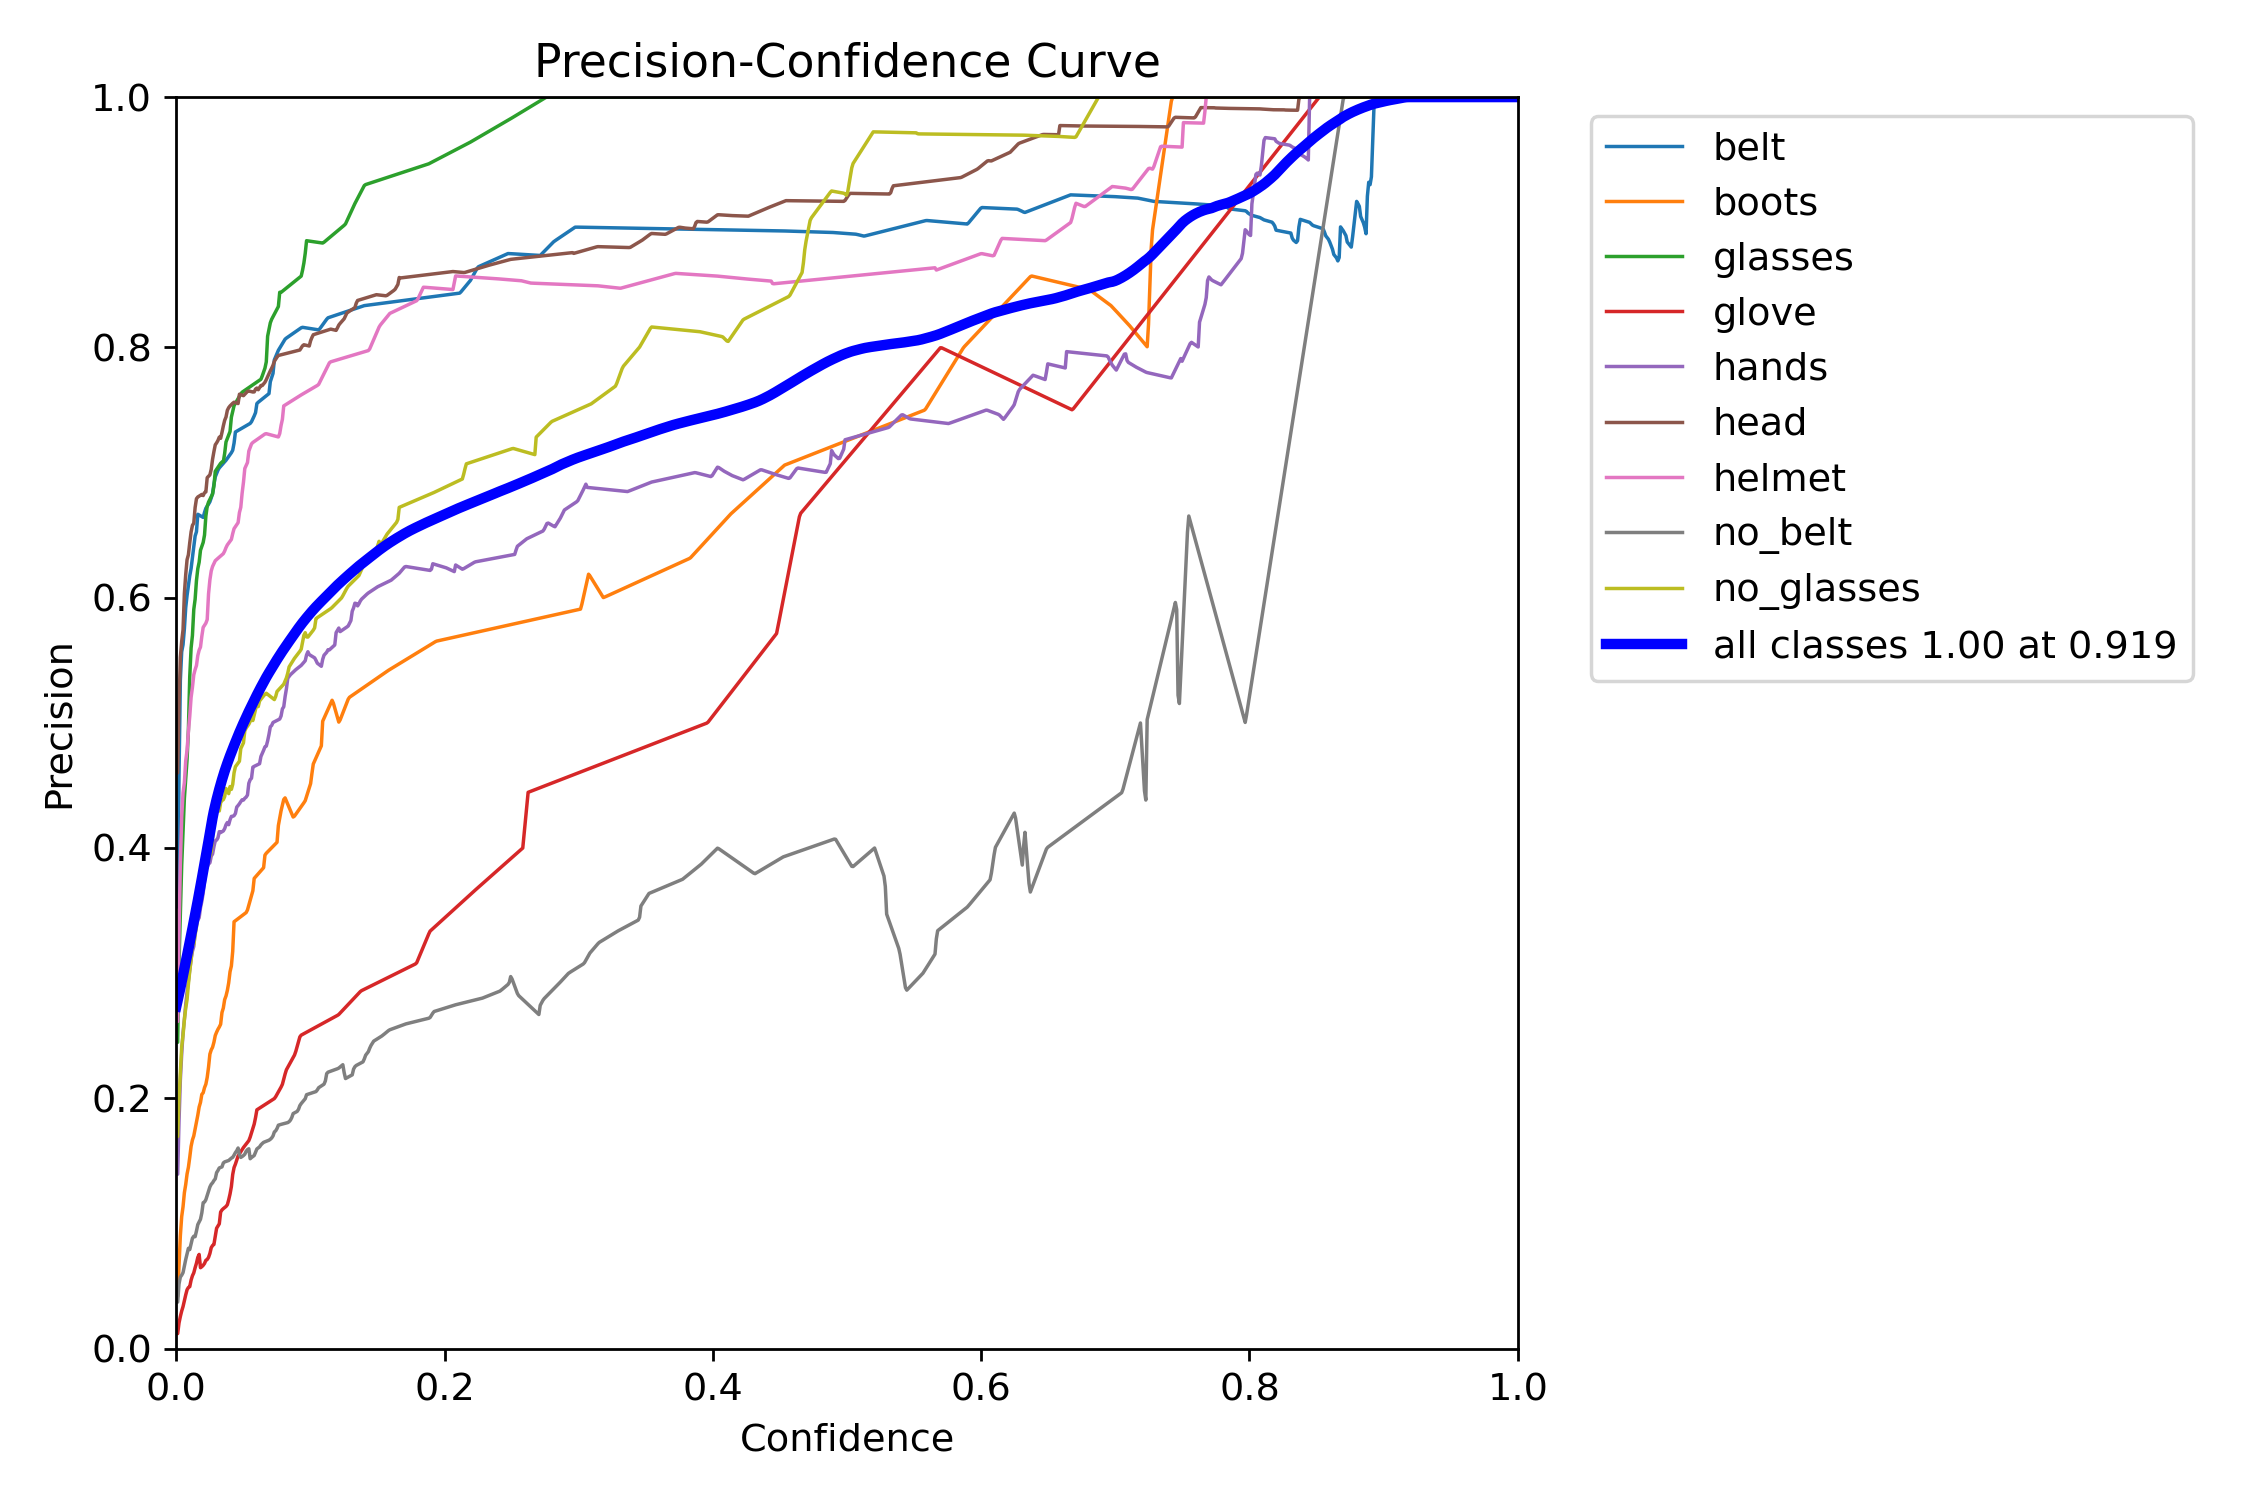 Precision-Confidence Curve
1.0
0.8
0.6
0.4
0.2
0.0
Precision
0.0 0.2 0.4 0.6 0.8 1.0
Confidence
belt
boots
glasses
glove
hands
head
helmet
no_belt
no_glasses
all classes 1.00 at 0.919